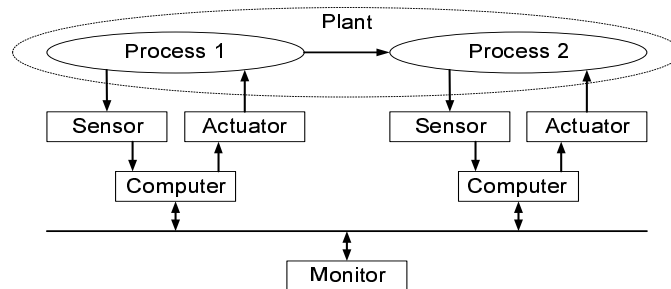 Plant
Process 1
Process 2
Sensor
Actuator
Sensor
Actuator
Computer
Computer
Monitor